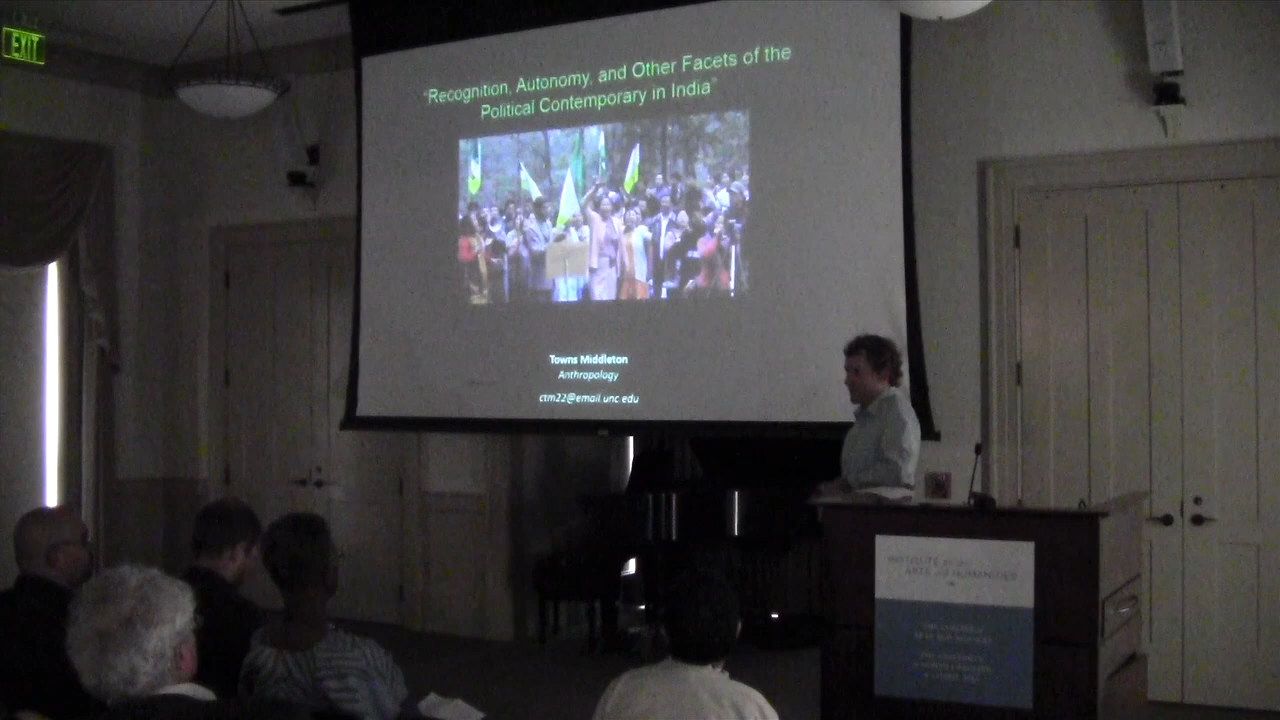 EXIT
“Recognition, Autonomy, and Other Facets of the
Political Contemporary in India”
Towns Middleton
Anthropology
ctm22@email.unc.edu
INSTITUTE for the
ARTS and HUMANITIES